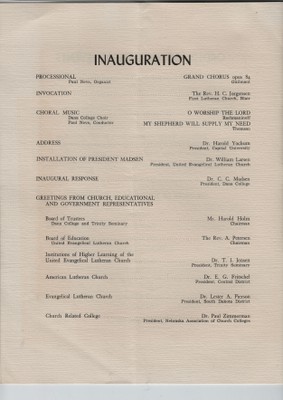 INAUGURATION
PROCESSIONAL GRAND CHORUS opus 84
Paul Neve, Organist Guilmant
INVOCATION The Rev. H. C. Jorgensen
First Lutheran Church, Blair
CHORAL MUSIC O WORSHIP THE LORD
Dana College Choir Rachmaninoff
Paul Neve, Conductor MY SHEPHERD WILL SUPPLY MY NEED
Thomson
ADDRESS Dr. Harold Yochum
President, Capital University
INSTALLATION OF PRESIDENT MADSEN Dr. William Larsen
President, United Evangelical Lutheran Church
INAUGURAL RESPONSE Dr. C. C. Madsen
President, Dana College
GREETINGS FROM CHURCH, EDUCATIONAL
AND GOVERNMENT REPRESENTATIVES
Board of Trustees Mr. Harold Hulm
Dana College and Trinity Seminary Chairman
Board of Education The Rev. A. Petersen
United Evangelical Lutheran Church Chairman
Institutions of Higher Learning of the
United Evangelical Lutheran Church Dr. T. I. Jensen
President, Trinity Seminary
American Lutheran Church Dr. E. G. Fritschel
President, Central District
Evangelical Lutheran Church Dr. A. Person
President, South Dakota District
Church Related College Dr. Paul Zimmerman
President, Nebraska Association of Church Colleges